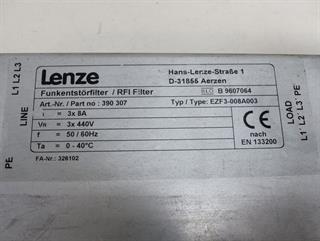 Lenze
Hans-Lenze-Straße 1
D-31855 Aerzen
Funkentstörfilter / RFI Filter
B 9607064
Art.-Nr. / Part no : 390 307
Typ / Type : EZF3-008A003
I = 3x 8A
VR = 3x 440V
f = 50 / 60Hz
Ta = 0 - 40°C
CE
nach
EN 133200
FA-Nr.: 326102
L1 L2 L3
LINE
PE
LOAD
L1' L2' L3' PE